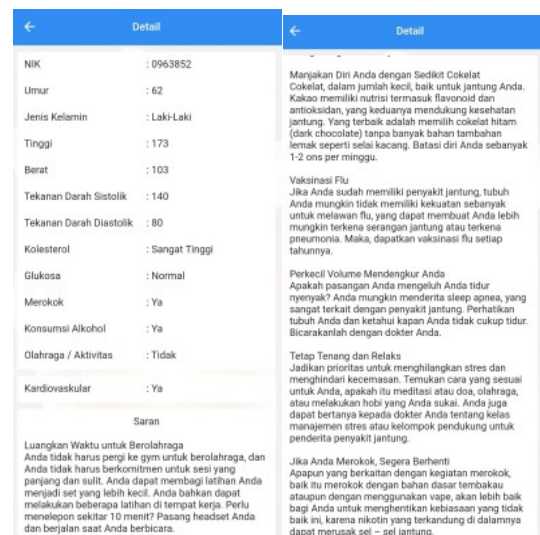 Detail
NIK : 0963852
Umur : 62
Jenis Kelamin : Laki-Laki
Tinggi : 173
Berat : 103
Tekanan Darah Sistolik : 140
Tekanan Darah Diastolik : 80
Kolesterol : Sangat Tinggi
Glukosa : Normal
Merokok : Ya
Konsumsi Alkohol : Ya
Olahraga / Aktivitas : Tidak
Kardiovaskular : Ya
Saran
Luangkan Waktu untuk Berolahraga
Anda tidak harus pergi ke gym untuk berolahraga, dan
Anda tidak harus berkomitmen untuk sesi yang
panjang dan sulit. Anda dapat membagi latihan Anda
menjadi set yang lebih kecil. Anda bahkan dapat
melakukan beberapa latihan di tempat kerja. Perlu
menelepon sekitar 10 menit? Pasang headset Anda
dan berjalan saat Anda berbicara.
Detail
Manjakan Diri Anda dengan Sedikit Cokelat
Cokelat, dalam jumlah kecil, baik untuk jantung Anda.
Kakao memiliki nutrisi termasuk flavonoid dan
antioksidan, yang keduanya mendukung kesehatan
jantung. Yang terbaik adalah memilih cokelat hitam
(dark chocolate) tanpa banyak bahan tambahan
lemak seperti selai kacang. Batasi diri Anda sebanyak
1-2 ons per minggu.
Vaksinasi Flu
Jika Anda sudah memiliki penyakit jantung, tubuh
Anda mungkin tidak memiliki kekuatan sebanyak
untuk melawan flu, yang dapat membuat Anda lebih
mungkin terkena serangan jantung atau terkena
pneumonia. Maka, dapatkan vaksinasi flu setiap
tahunnya.
Perkecil Volume Mendengkur Anda
Apakah pasangan Anda mengeluh Anda tidur
nyenyak? Anda mungkin menderita sleep apnea, yang
sangat terkait dengan penyakit jantung. Perhatikan
tubuh Anda dan ketahui kapan Anda tidak cukup tidur.
Bicarakanlah dengan dokter Anda.
Tetap Tenang dan Relaks
Jadikan prioritas untuk menghilangkan stres dan
menghindari kecemasan. Temukan cara yang sesuai
untuk Anda, apakah itu meditasi atau doa, olahraga,
atau melakukan hobi yang Anda sukai. Anda juga
dapat bertanya kepada dokter Anda tentang kelas
manajemen stres atau kelompok pendukung untuk
penderita penyakit jantung.
Jika Anda Merokok, Segera Berhenti
Apapun yang berkaitan dengan kegiatan merokok,
baik itu merokok dengan bahan dasar tembakau
ataupun dengan menggunakan vape, akan lebih baik
bagi Anda untuk menghentikan kebiasaan yang tidak
baik ini, karena nikotin yang terkandung di dalamnya
dapat merusak sel – sel jantung.